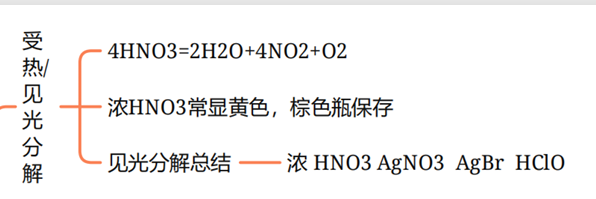 受热/见光分解
4HNO3=2H2O+4NO2+O2
浓HNO3常显黄色，棕色瓶保存
见光分解总结
浓 HNO3 AgNO3 AgBr HClO